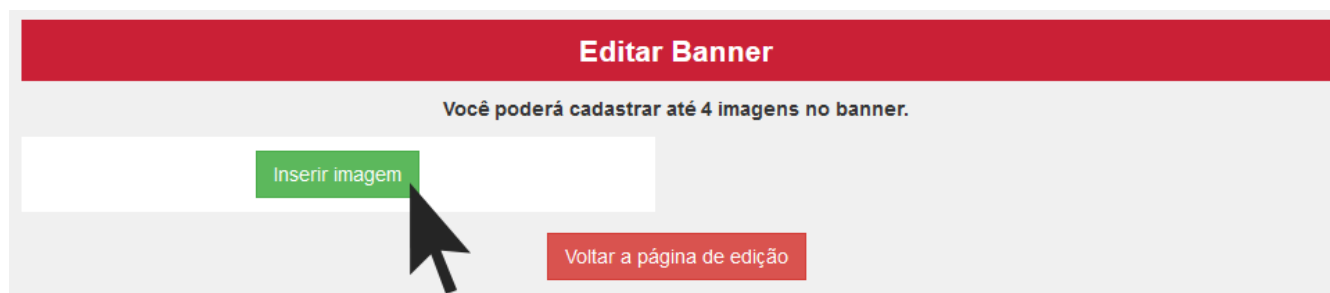 Editar Banner
Você poderá cadastrar até 4 imagens no banner.
Inserir imagem
Voltar a página de edição